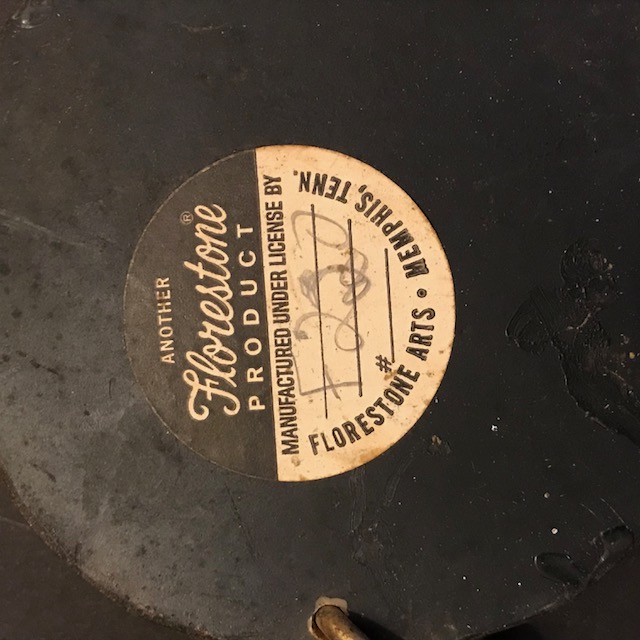 ANOTHER
Florestone®
PRODUCT
MANUFACTURED UNDER LICENSE BY
#
FLORESTONE ARTS • MEMPHIS, TENN.